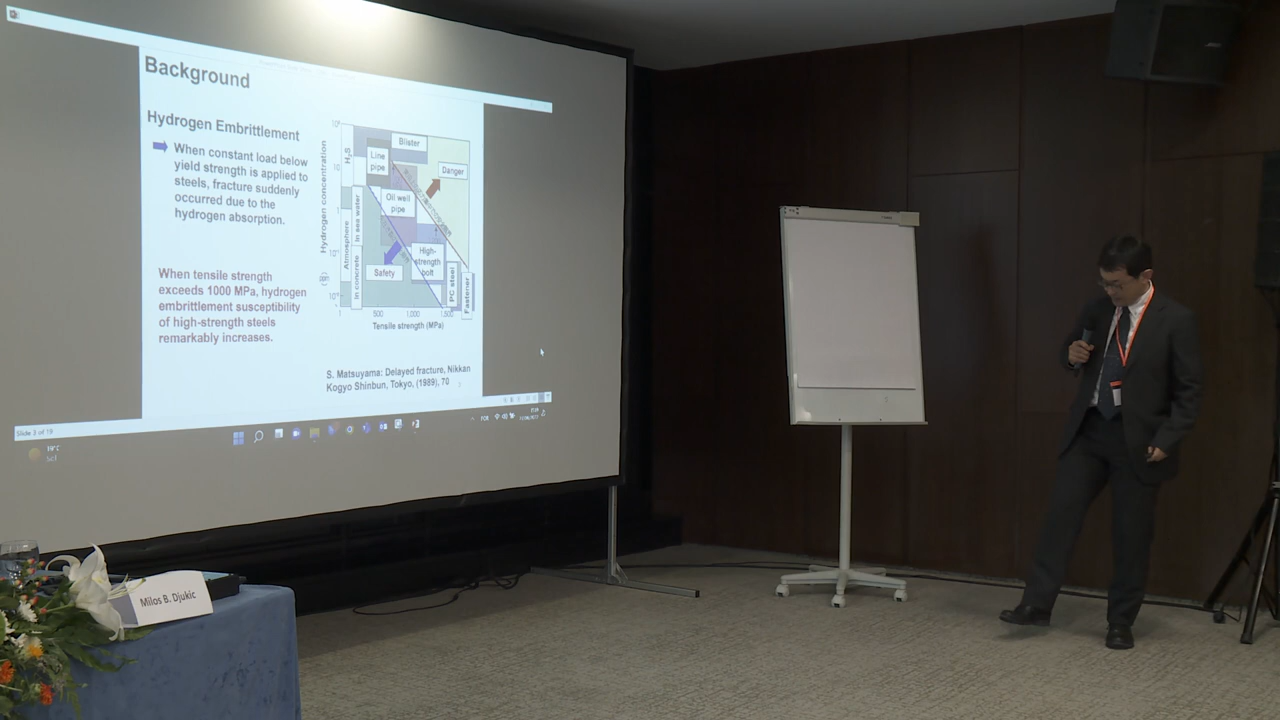 Background
Hydrogen Embrittlement
When constant load below
yield strength is applied to
steels, fracture suddenly
occurred due to the
hydrogen absorption.
When tensile strength
exceeds 1000 MPa, hydrogen
embrittlement susceptibility
of high-strength steels
remarkably increases.
Hydrogen concentration
H₂S
Atmosphere
In sea water
In concrete
Blister
Line
pipe
Danger
Oil well
pipe
High-
strength
bolt
Safety
PC steel
Fastener
500
1,000
1,500
Tensile strength (MPa)
S. Matsuyama: Delayed fracture, Nikkan
Kogyo Shinbun, Tokyo, (1989), 70
Slide 3 of 19
19°C
POR
Milos B. Djukic